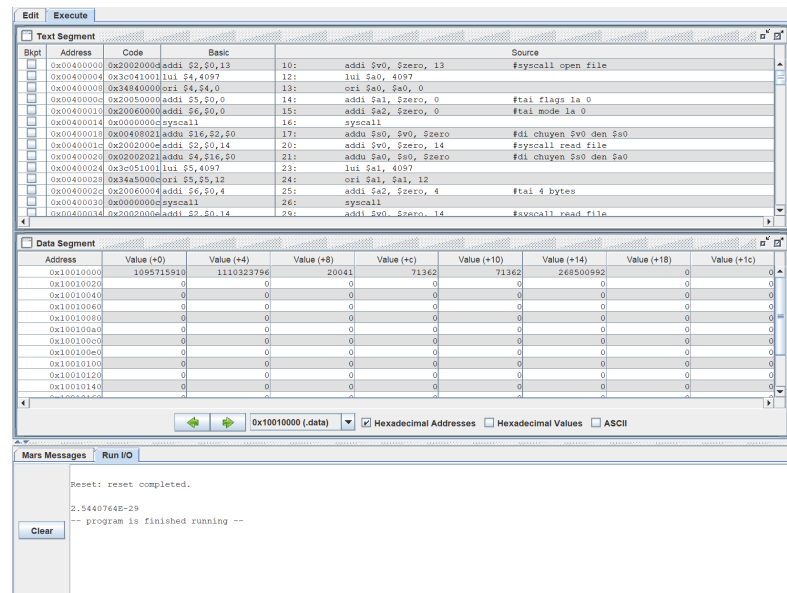 Edit Execute
Text Segment
Bkpt Address Code Basic Source
0x00400000 0x2002000d addi $2,$0,13 10: addi $v0, $zero, 13 #syscall open file
0x00400004 0x3c041001 lui $4,4097 12: lui $a0, 4097
0x00400008 0x34840000 ori $4,$4,0 13: ori $a0, $a0, 0
0x0040000c 0x20050000 addi $5,$0,0 14: addi $a1, $zero, 0 #tai flags la 0
0x00400010 0x20060000 addi $6,$0,0 15: addi $a2, $zero, 0 #tai mode la 0
0x00400014 0x0000000c syscall 16: syscall
0x00400018 0x00408021 addu $16,$2,$0 17: addu $s0, $v0, $zero #di chuyen $v0 den $s0
0x0040001c 0x2002000e addi $2,$0,14 20: addi $v0, $zero, 14 #syscall read file
0x00400020 0x02002021 addu $4,$16,$0 21: addu $a0, $s0, $zero #di chuyen $s0 den $a0
0x00400024 0x3c051001 lui $5,4097 24: lui $a1, 4097
0x00400028 0x34a5000c ori $5,$5,12 24: ori $a1, $a1, 12
0x0040002c 0x20060004 addi $6,$0,4 25: addi $a2, $zero, 4 #tai 4 bytes
0x00400030 0x0000000c syscall 26: syscall
0x00400034 0x2002000e addi $2,$0,14 29: addi $v0, $zero, 14 #syscall read file
Data Segment
Address Value (+0) Value (+4) Value (+8) Value (+c) Value (+10) Value (+14) Value (+18) Value (+1c)
0x10010000 1095715910 1110323796 20041 71362 71362 268500992 0 0
0x10010020 0 0 0 0 0 0 0 0
0x10010040 0 0 0 0 0 0 0 0
0x10010060 0 0 0 0 0 0 0 0
0x10010080 0 0 0 0 0 0 0 0
0x100100a0 0 0 0 0 0 0 0 0
0x100100c0 0 0 0 0 0 0 0 0
0x100100e0 0 0 0 0 0 0 0 0
0x10010100 0 0 0 0 0 0 0 0
0x10010120 0 0 0 0 0 0 0 0
0x10010140 0 0 0 0 0 0 0 0
0x10010000 (.data) Hexadecimal Addresses Hexadecimal Values ASCII
Mars Messages Run I/O
Reset: reset completed.
2.5440764E-29
-- program is finished running --
Clear